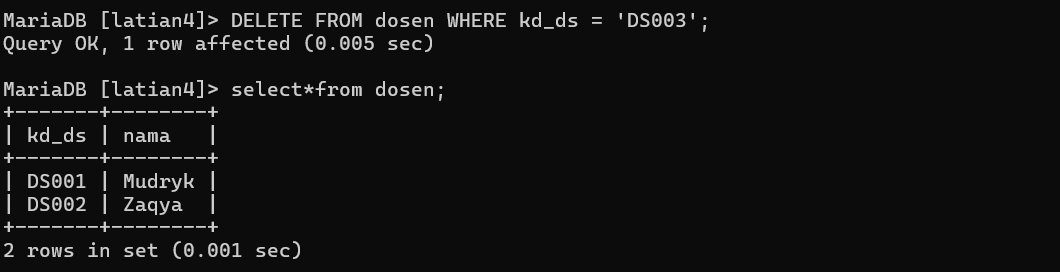 MariaDB [latian4]> DELETE FROM dosen WHERE kd_ds = 'DS003';
Query OK, 1 row affected (0.005 sec)
MariaDB [latian4]> select*from dosen;
+-------+--------+
| kd_ds | nama   |
+-------+--------+
| DS001 | Mudryk |
| DS002 | Zaqya  |
+-------+--------+
2 rows in set (0.001 sec)